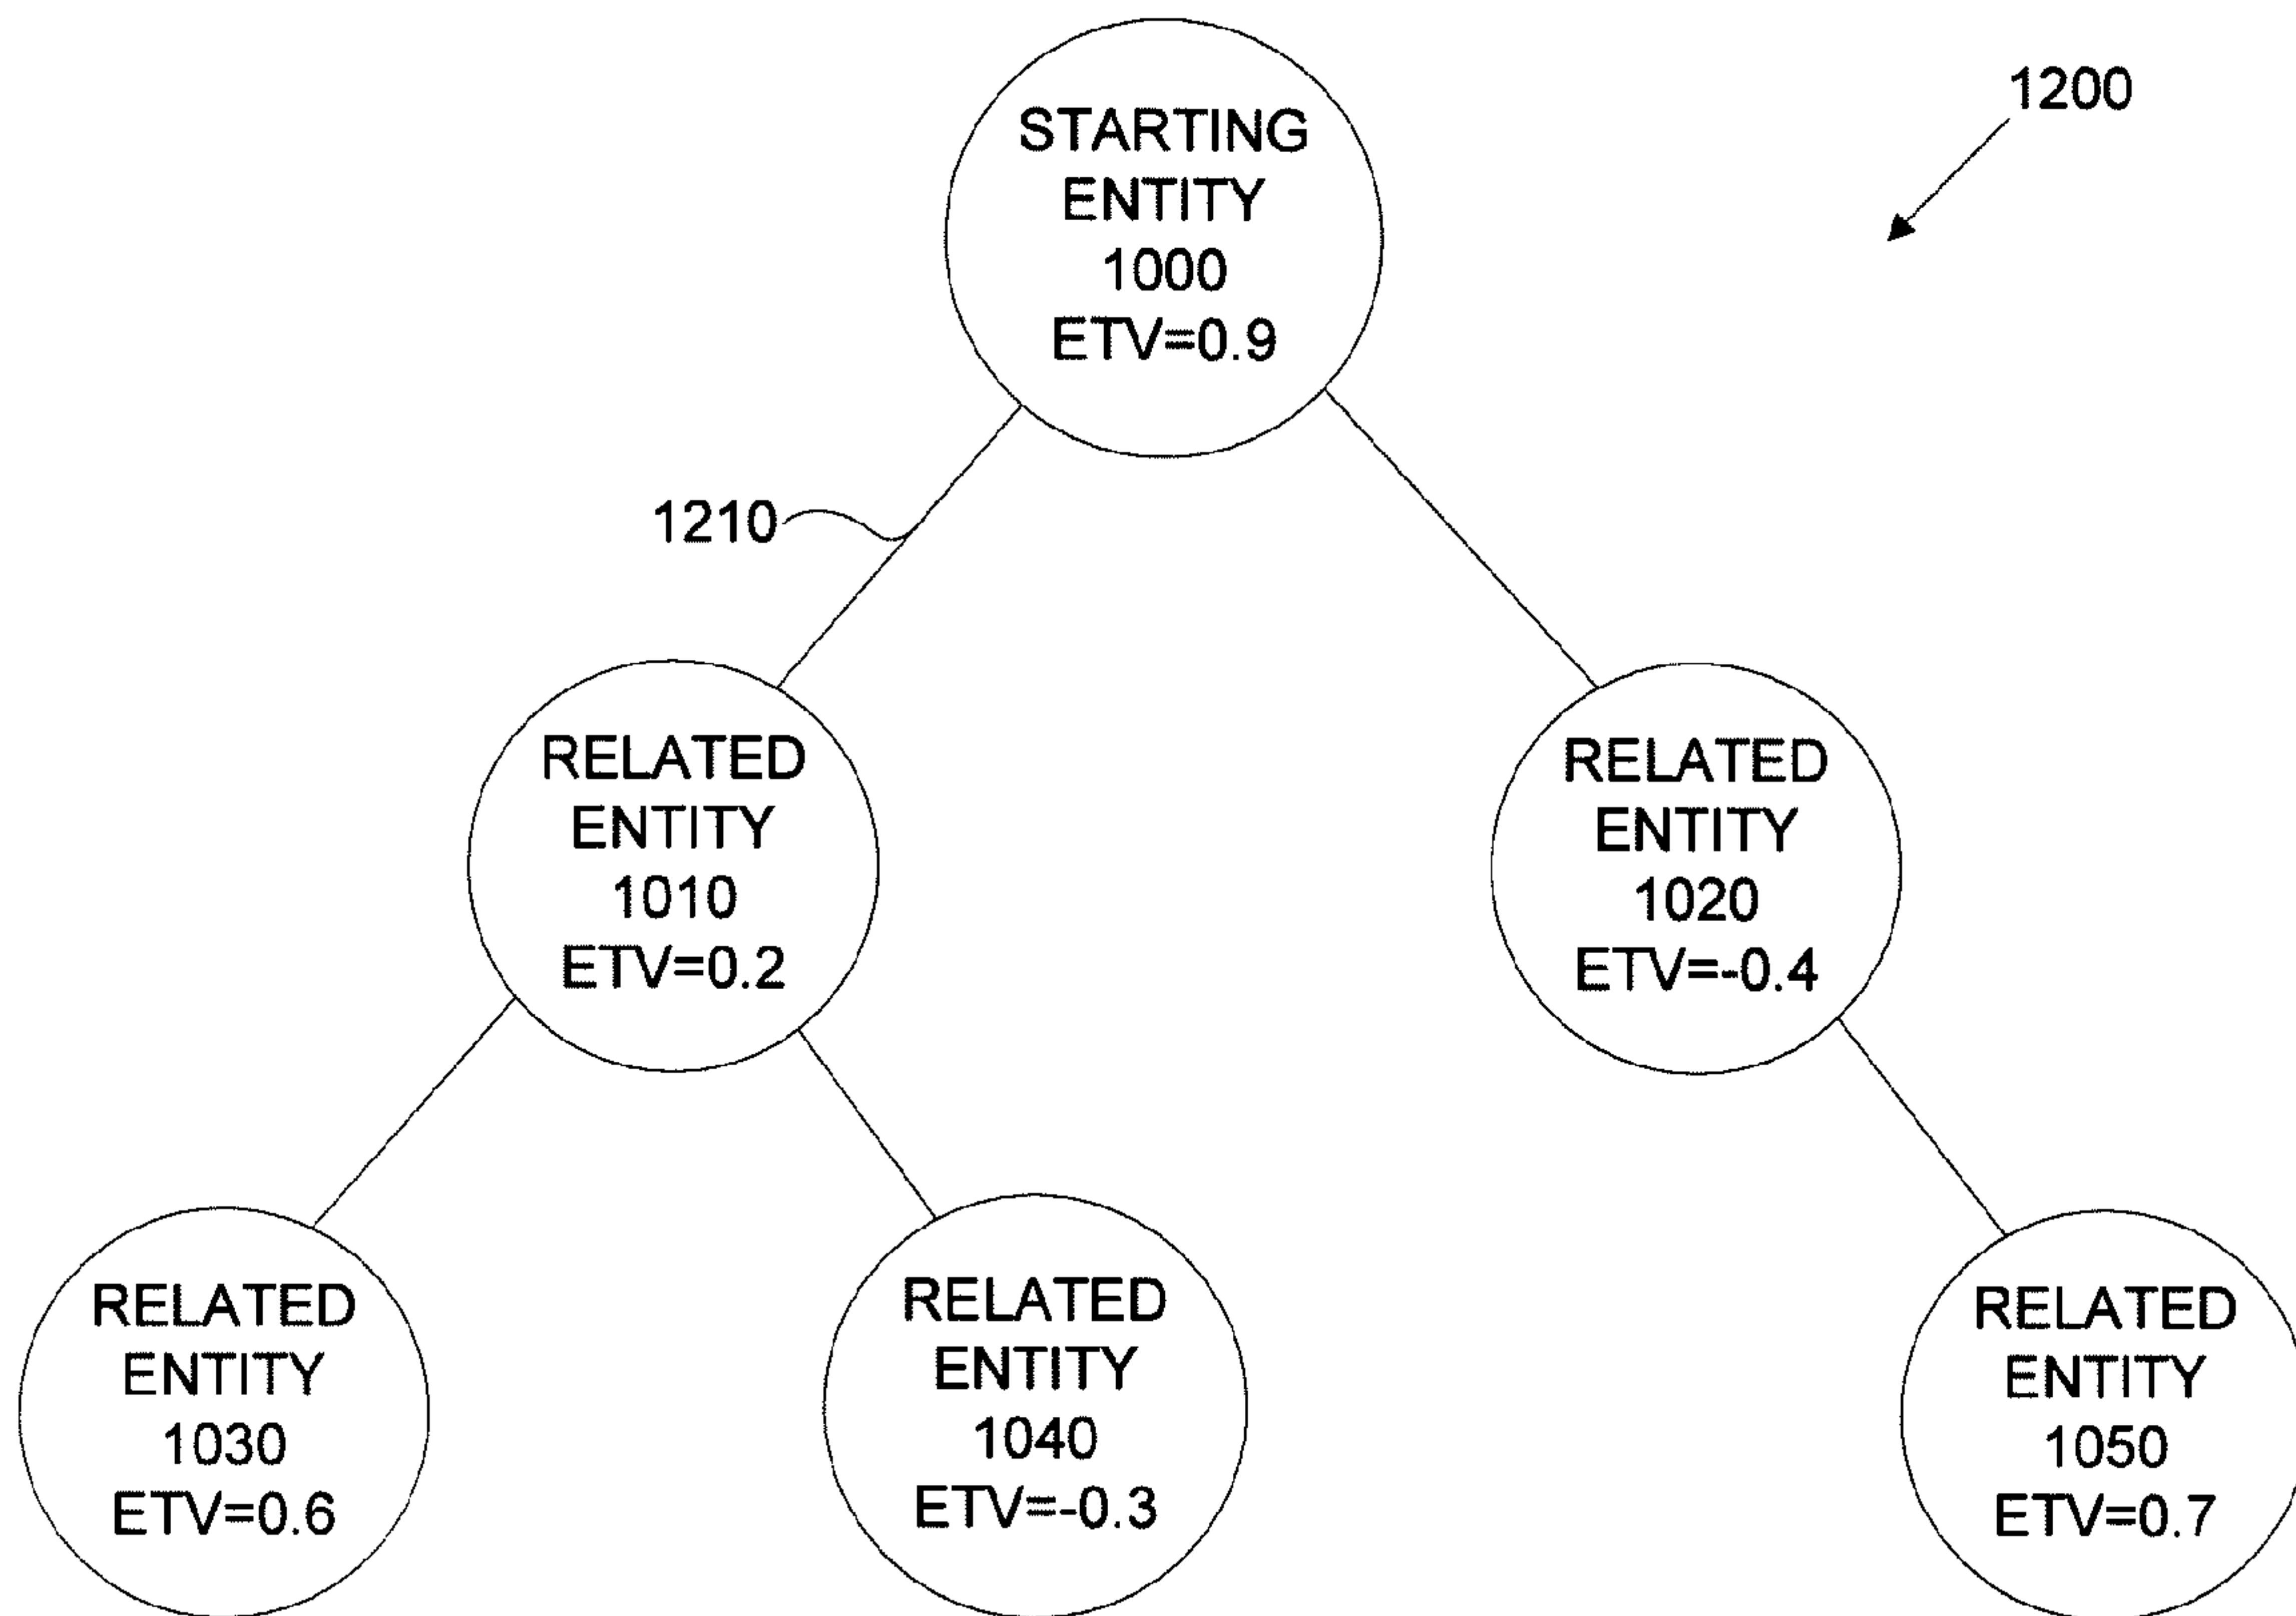 STARTING
ENTITY
1000
ETV=0.9
1200
1210
RELATED
ENTITY
1010
ETV=0.2
RELATED
ENTITY
1020
ETV=-0.4
RELATED
ENTITY
1030
ETV=0.6
RELATED
ENTITY
1040
ETV=-0.3
RELATED
ENTITY
1050
ETV=0.7